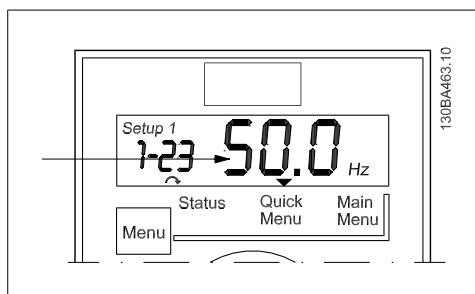 130BA463.10
Setup 1
1-23 50.0 Hz
Status Quick Menu Main Menu
Menu